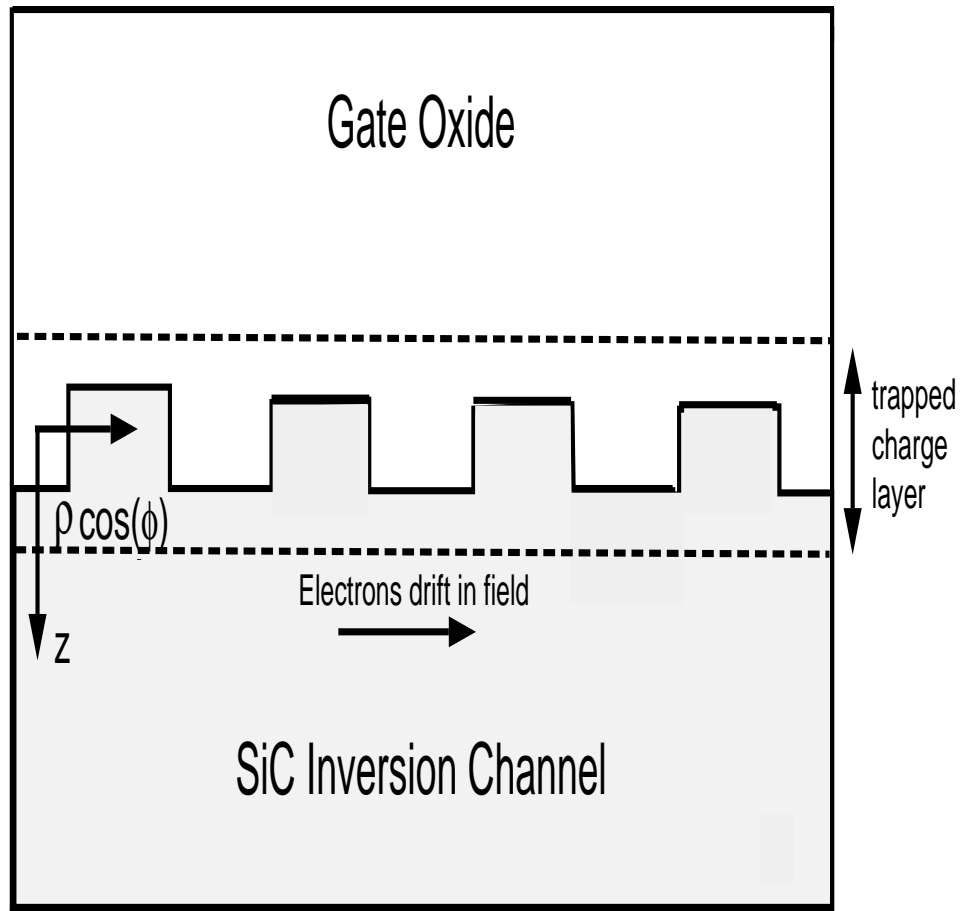 Gate Oxide
trapped
charge
layer
ρ cos(ϕ)
Electrons drift in field
z
SiC Inversion Channel